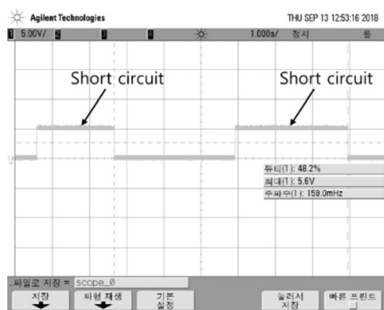 Agilent Technologies THU SEP 13 12:53:16 2018
1 5.00V/ 2 3 4 1.000s/ 정지
Short circuit Short circuit
듀티(1): 48.2%
최대(1): 5.6V
주파수(1): 159.0mHz
파일로 저장 = scope_0
저장 파형 재생 기본 설정 눌러서 저장 빠른 프린트